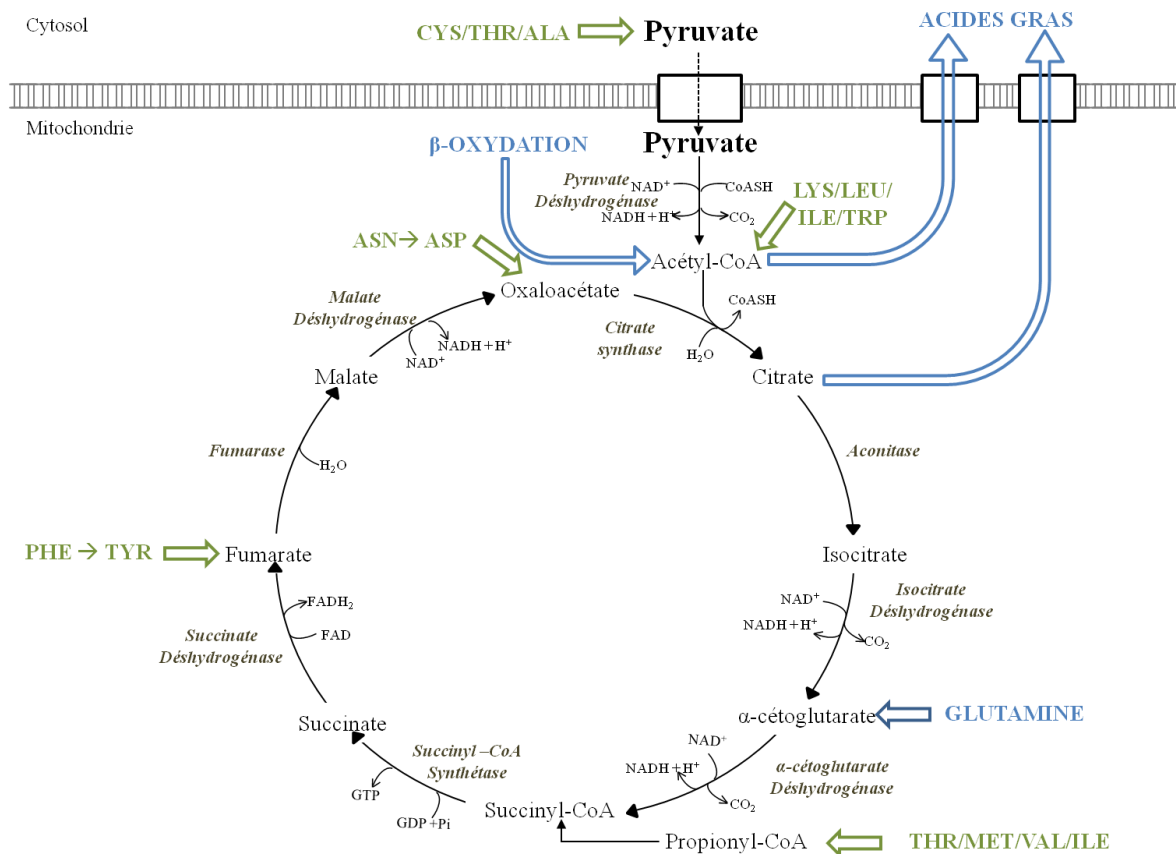 Cytosol
ACIDES GRAS
CYS/THR/ALA
Pyruvate
Mitochondrie
Pyruvate
β-OXYDATION
Pyruvate
Déshydrogénase
NAD⁺
CoASH
NADH + H⁺
CO₂
LYS/LEU/
ILE/TRP
ASN→ ASP
Acétyl-CoA
Oxaloacétate
Malate
Déshydrogénase
NADH + H⁺
NAD⁺
CoASH
Citrate
synthase
H₂O
Malate
Citrate
Fumarase
H₂O
Aconitase
PHE → TYR
Fumarate
Isocitrate
FADH₂
FAD
Succinate
Déshydrogénase
NAD⁺
NADH + H⁺
CO₂
Isocitrate
Déshydrogénase
Succinate
α-cétoglutarate
GLUTAMINE
Succinyl –CoA
Synthétase
GTP
GDP +Pi
NAD⁺
NADH + H⁺
CO₂
α-cétoglutarate
Déshydrogénase
Succinyl-CoA
Propionyl-CoA
THR/MET/VAL/ILE